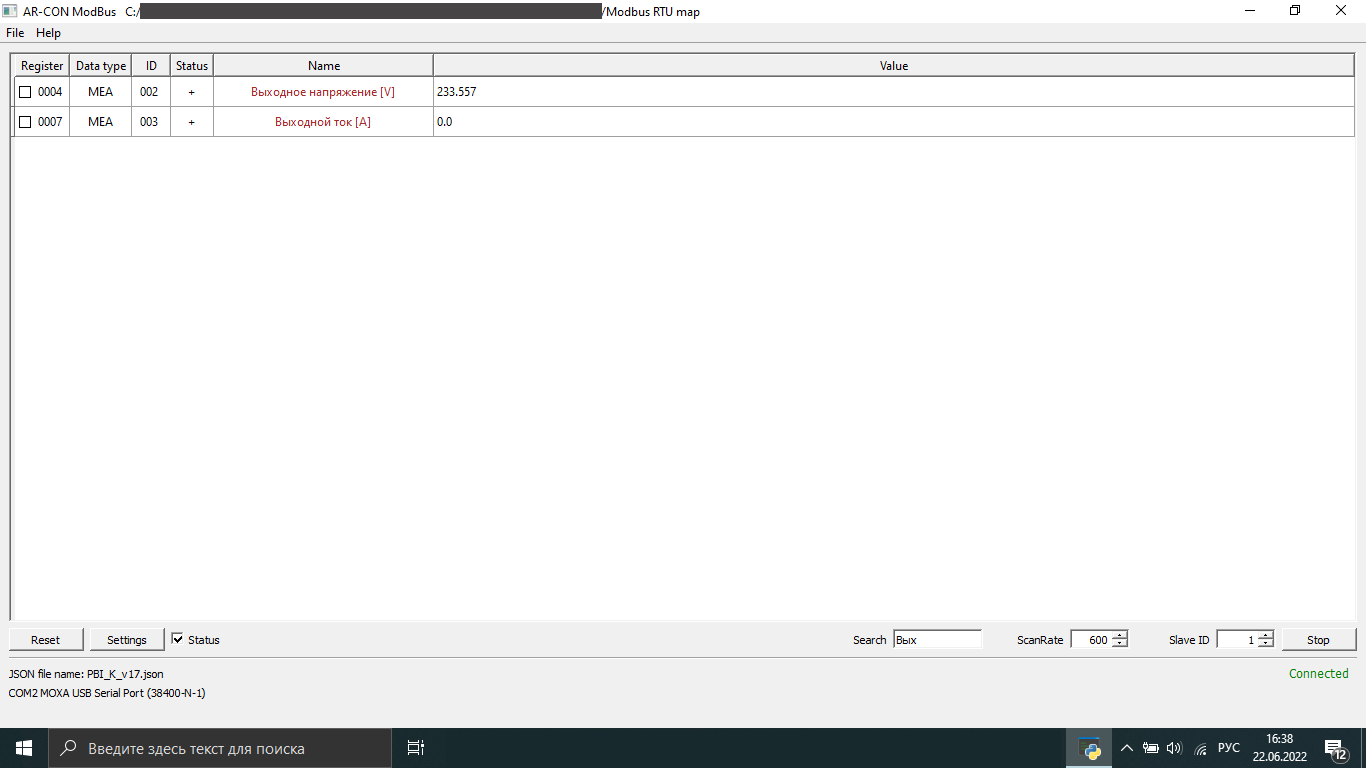 AR-CON ModBus C:/ /Modbus RTU map
File Help
Register Data type ID Status Name Value
0004 MEA 002 + Выходное напряжение [V] 233.557
0007 MEA 003 + Выходной ток [A] 0.0
Reset Settings Status Search Вых ScanRate 600 Slave ID 1 Stop
JSON file name: PBI_K_v17.json Connected
COM2 MOXA USB Serial Port (38400-N-1)
Введите здесь текст для поиска РУС 16:38
22.06.2022 12